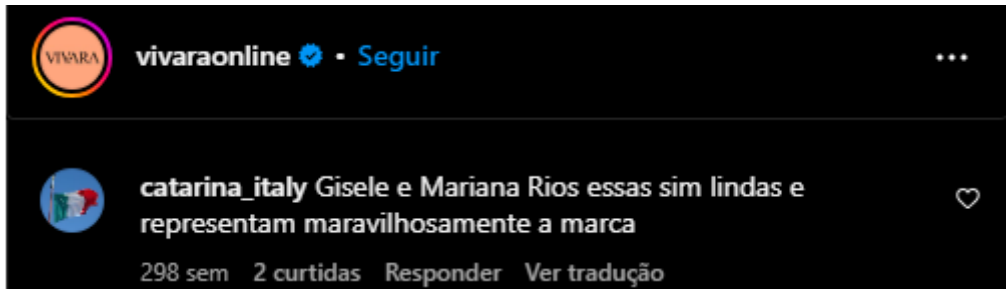 VIVARA
vivaraonline • Seguir
catarina_italy Gisele e Mariana Rios essas sim lindas e
representam maravilhosamente a marca
298 sem 2 curtidas Responder Ver tradução